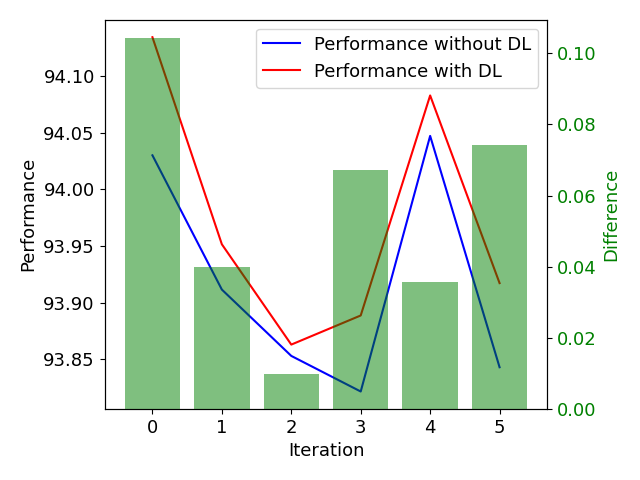 Performance without DL
Performance with DL
94.10
94.05
94.00
93.95
93.90
93.85
Performance
0.10
0.08
0.06
0.04
0.02
0.00
Difference
0 1 2 3 4 5
Iteration